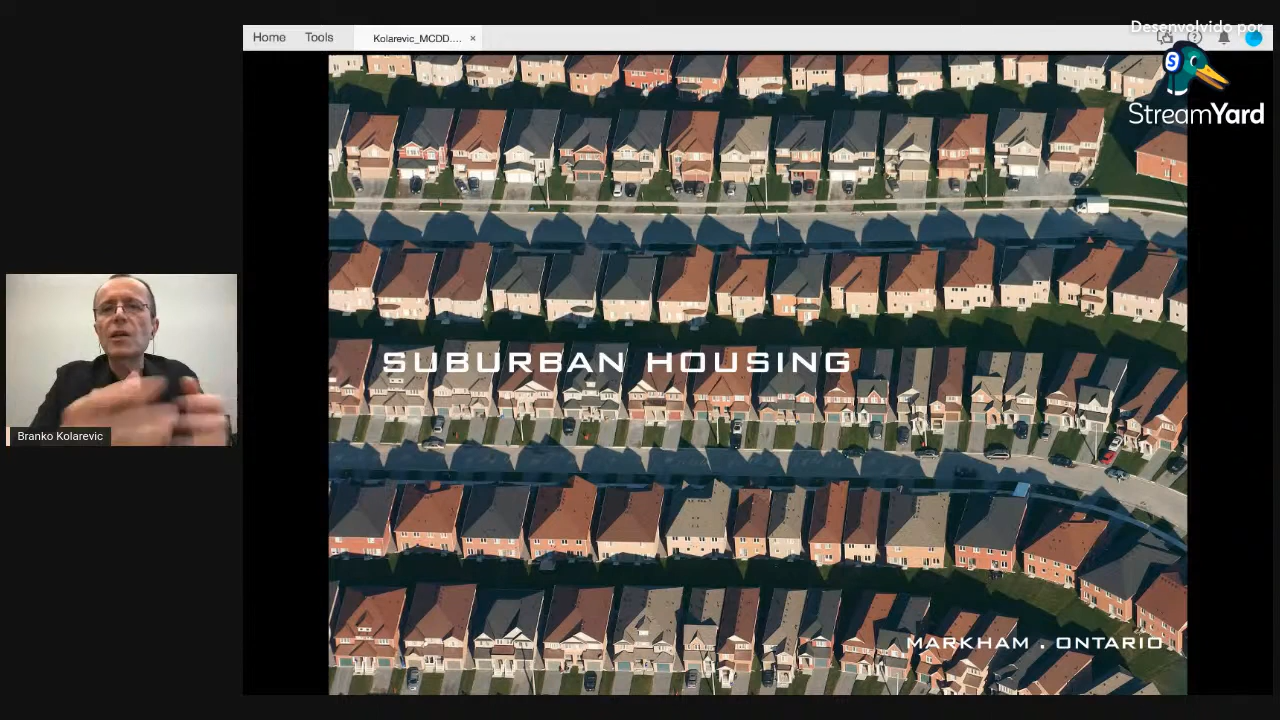 Home Tools Kolarevic_MCDD.... ×
Desenvolvido por
StreamYard
SUBURBAN HOUSING
Branko Kolarevic
MARKHAM . ONTARIO